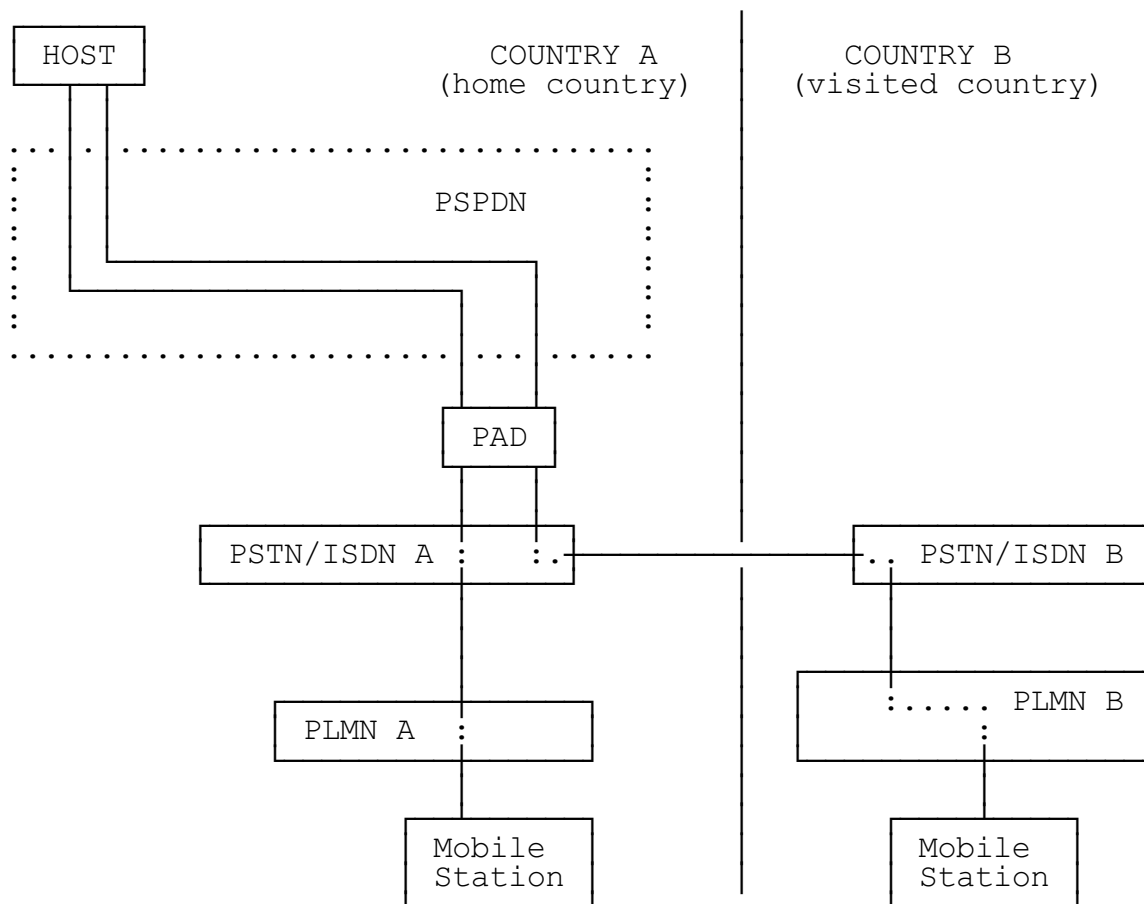 HOST
COUNTRY A
(home country)
COUNTRY B
(visited country)
PSPDN
PAD
PSTN/ISDN A
PSTN/ISDN B
PLMN A
PLMN B
Mobile
Station
Mobile
Station